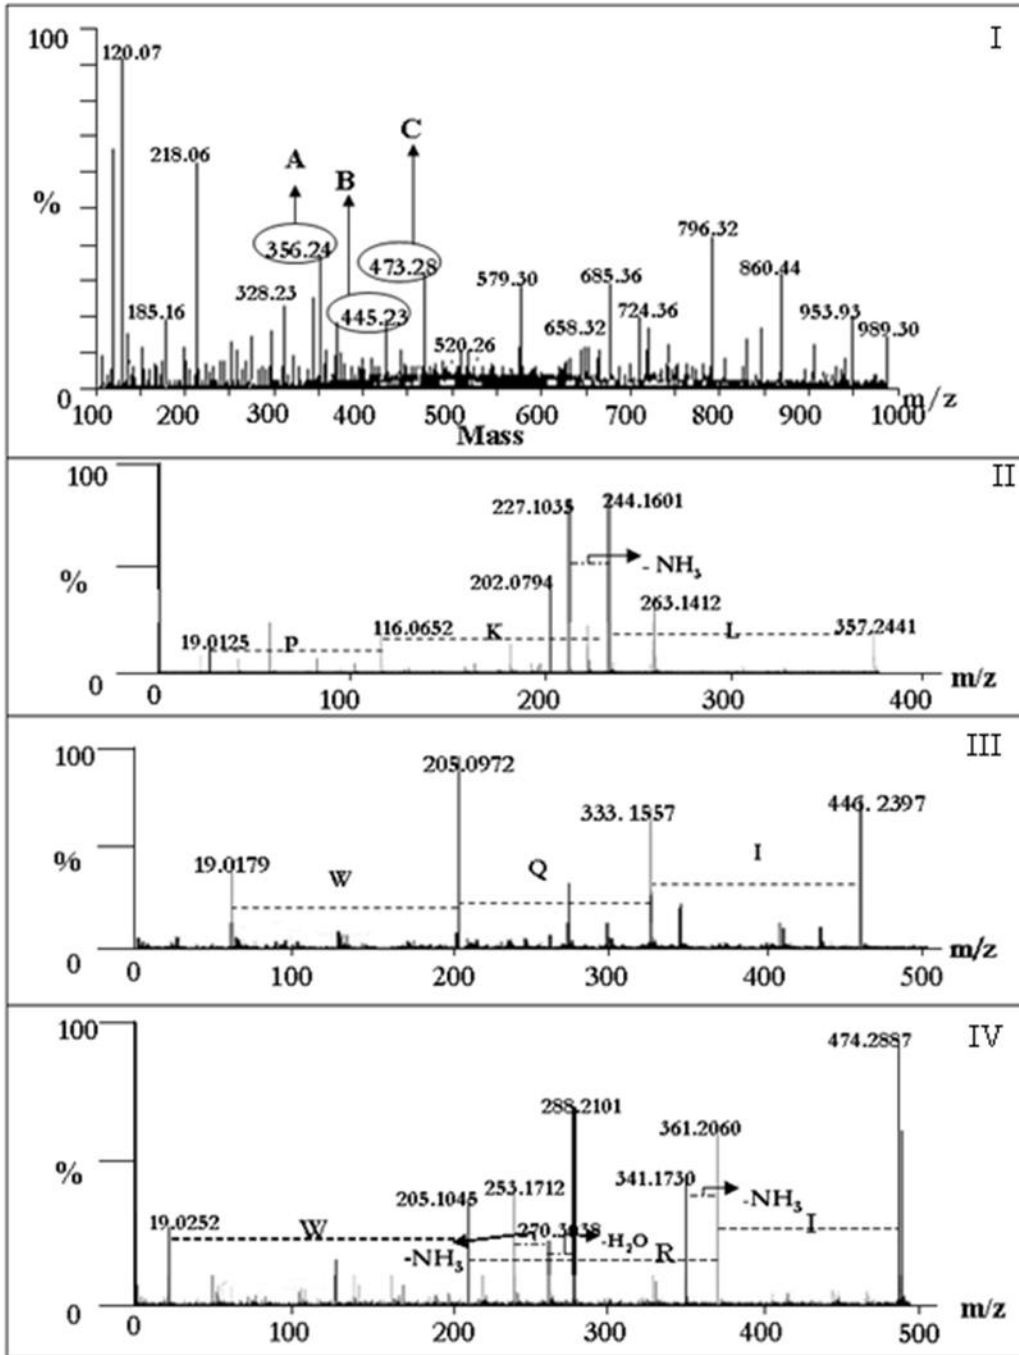 I
100
120.07
C
218.06
A
B
%
796.32
356.24
473.28
860.44
579.30
685.36
328.23
185.16
445.23
724.36
953.93
658.32
989.30
520.26
0
100 200 300 400 500 600 700 800 900 1000 m/z
Mass
II
100
227.1035 244.1601
- NH3
%
202.0794
263.1412
116.0652 K L 357.2441
19.0125 P
0
0 100 200 300 400 m/z
III
100
205.0972
333. 1557 446. 2397
I
% 19.0179 Q
W
0
0 100 200 300 400 500 m/z
IV
100
474.2887
288.2101
361.2060
%
341.1730
205.1045 253.1712 -NH3
19.0252 W I
-H2O
-NH3 R
0
0 100 200 300 400 500 m/z